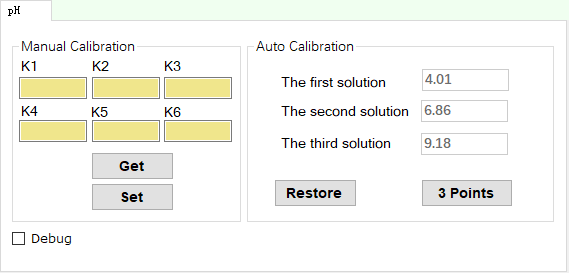 pH
Manual Calibration
K1 K2 K3
K4 K5 K6
Get
Set
Auto Calibration
The first solution 4.01
The second solution 6.86
The third solution 9.18
Restore 3 Points
Debug